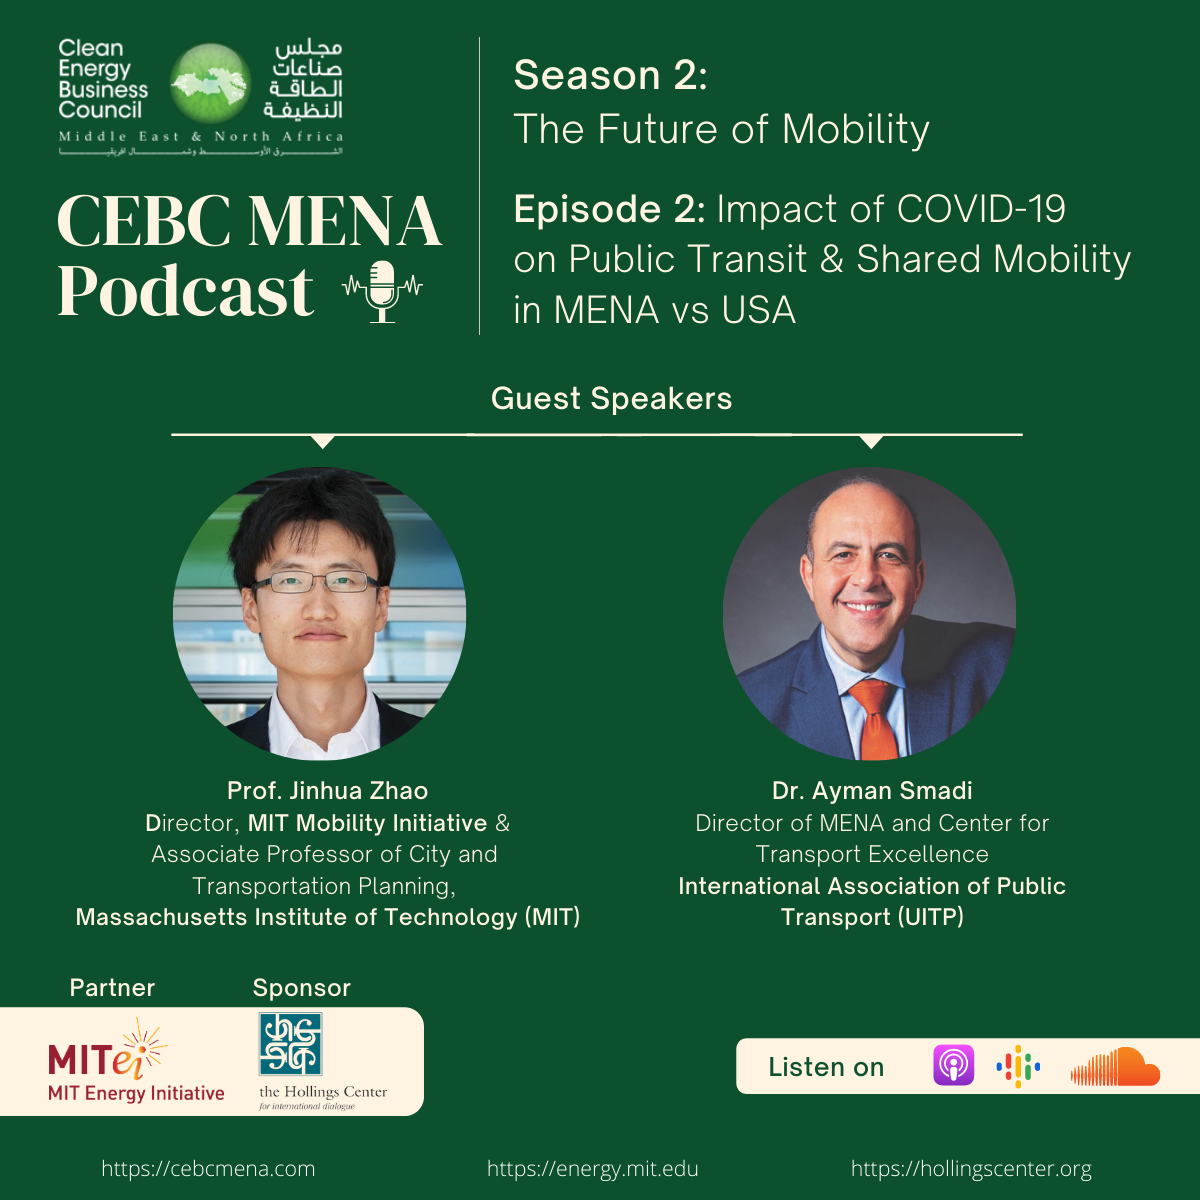 Clean
Energy
Business
Council
مجلس
صناعات
الطاقة
النظيفة
Middle East & North Africa
الشــرق الأوســط وشمــال افريقيــا
CEBC MENA
Podcast
Season 2:
The Future of Mobility
Episode 2: Impact of COVID-19
on Public Transit & Shared Mobility
in MENA vs USA
Guest Speakers
Prof. Jinhua Zhao
Director, MIT Mobility Initiative &
Associate Professor of City and
Transportation Planning,
Massachusetts Institute of Technology (MIT)
Dr. Ayman Smadi
Director of MENA and Center for
Transport Excellence
International Association of Public
Transport (UITP)
Partner
MITei
MIT Energy Initiative
Sponsor
the Hollings Center
for international dialogue
Listen on
https://cebcmena.com
https://energy.mit.edu
https://hollingscenter.org